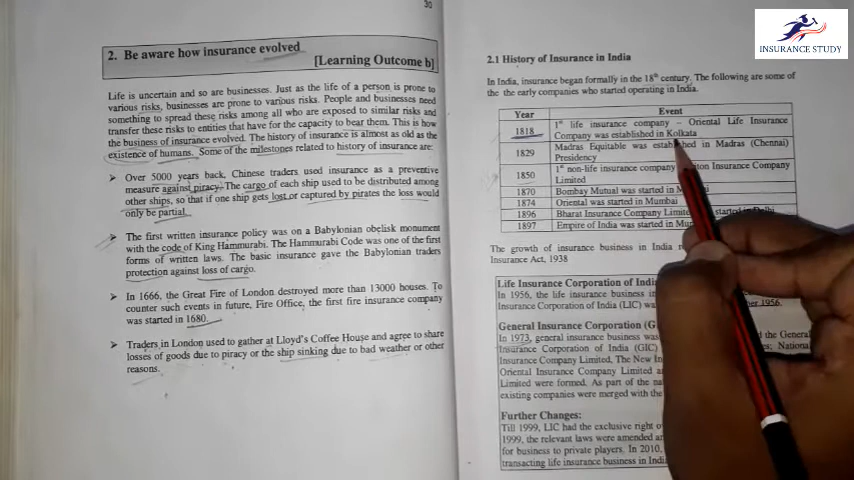 30
2. Be aware how insurance evolved
[Learning Outcome b]
Life is uncertain and so are businesses. Just as the life of a person is prone to
various risks, businesses are prone to various risks. People and businesses need
something to spread these risks among all who are exposed to similar risks and
transfer these risks to entities that have for the capacity to bear them. This is how
the business of insurance evolved. The history of insurance is almost as old as the
existence of humans. Some of the milestones related to history of insurance are:
➢ Over 5000 years back, Chinese traders used insurance as a preventive
measure against piracy. The cargo of each ship used to be distributed among
other ships, so that if one ship gets lost or captured by pirates the loss would
only be partial.
➢ The first written insurance policy was on a Babylonian obelisk monument
with the code of King Hammurabi. The Hammurabi Code was one of the first
forms of written laws. The basic insurance gave the Babylonian traders
protection against loss of cargo.
➢ In 1666, the Great Fire of London destroyed more than 13000 houses. To
counter such events in future, Fire Office, the first fire insurance company
was started in 1680.
➢ Traders in London used to gather at Lloyd's Coffee House and agree to share
losses of goods due to piracy or the ship sinking due to bad weather or other
reasons.
INSURANCE STUDY
2.1 History of Insurance in India
In India, insurance began formally in the 18th century. The following are some of
the the early companies who started operating in India.
Year Event
1818 1st life insurance company – Oriental Life Insurance
Company was established in Kolkata
1829 Madras Equitable was established in Madras (Chennai)
Presidency
1850 1st non-life insurance company Insurance Company
Limited
1870 Bombay Mutual was started in
1874 Oriental was started in Mumbai
1896 Bharat Insurance Company Limited started in Delhi
1897 Empire of India was started in
The growth of insurance business in India
Insurance Act, 1938
Life Insurance Corporation of India
In 1956, the life insurance business in
Insurance Corporation of India (LIC) 1956.
General Insurance Corporation
In 1973, general insurance business was the General
Insurance Corporation of India (GIC) National
Insurance Company Limited, The New
Oriental Insurance Company Limited
Limited were formed. As part of the
existing companies were merged with the
Further Changes:
Till 1999, LIC had the exclusive right
1999, the relevant laws were amended
for business to private players. In 2010,
transacting life insurance business in